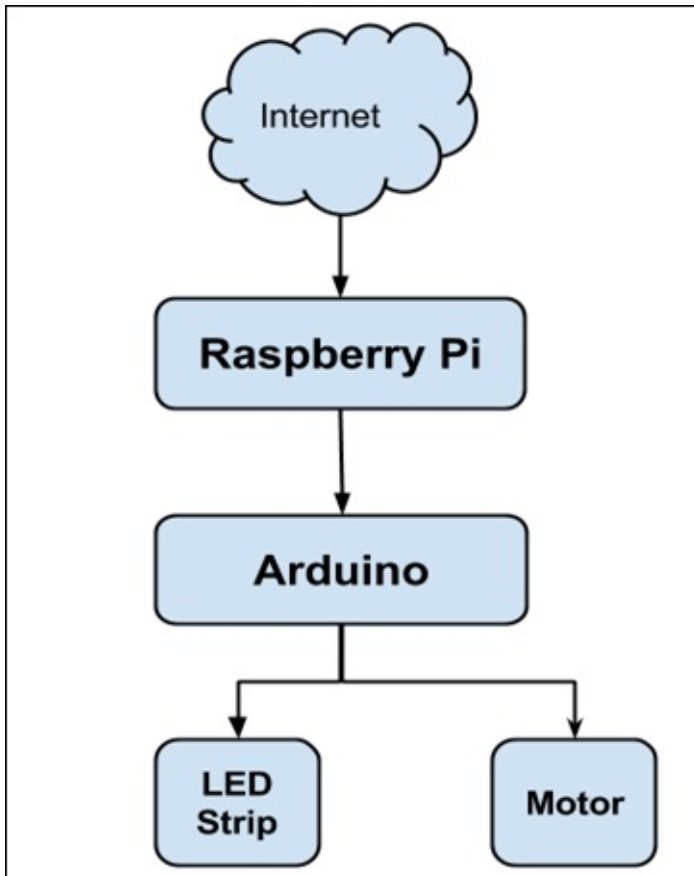 Internet
Raspberry Pi
Arduino
LED
Strip
Motor